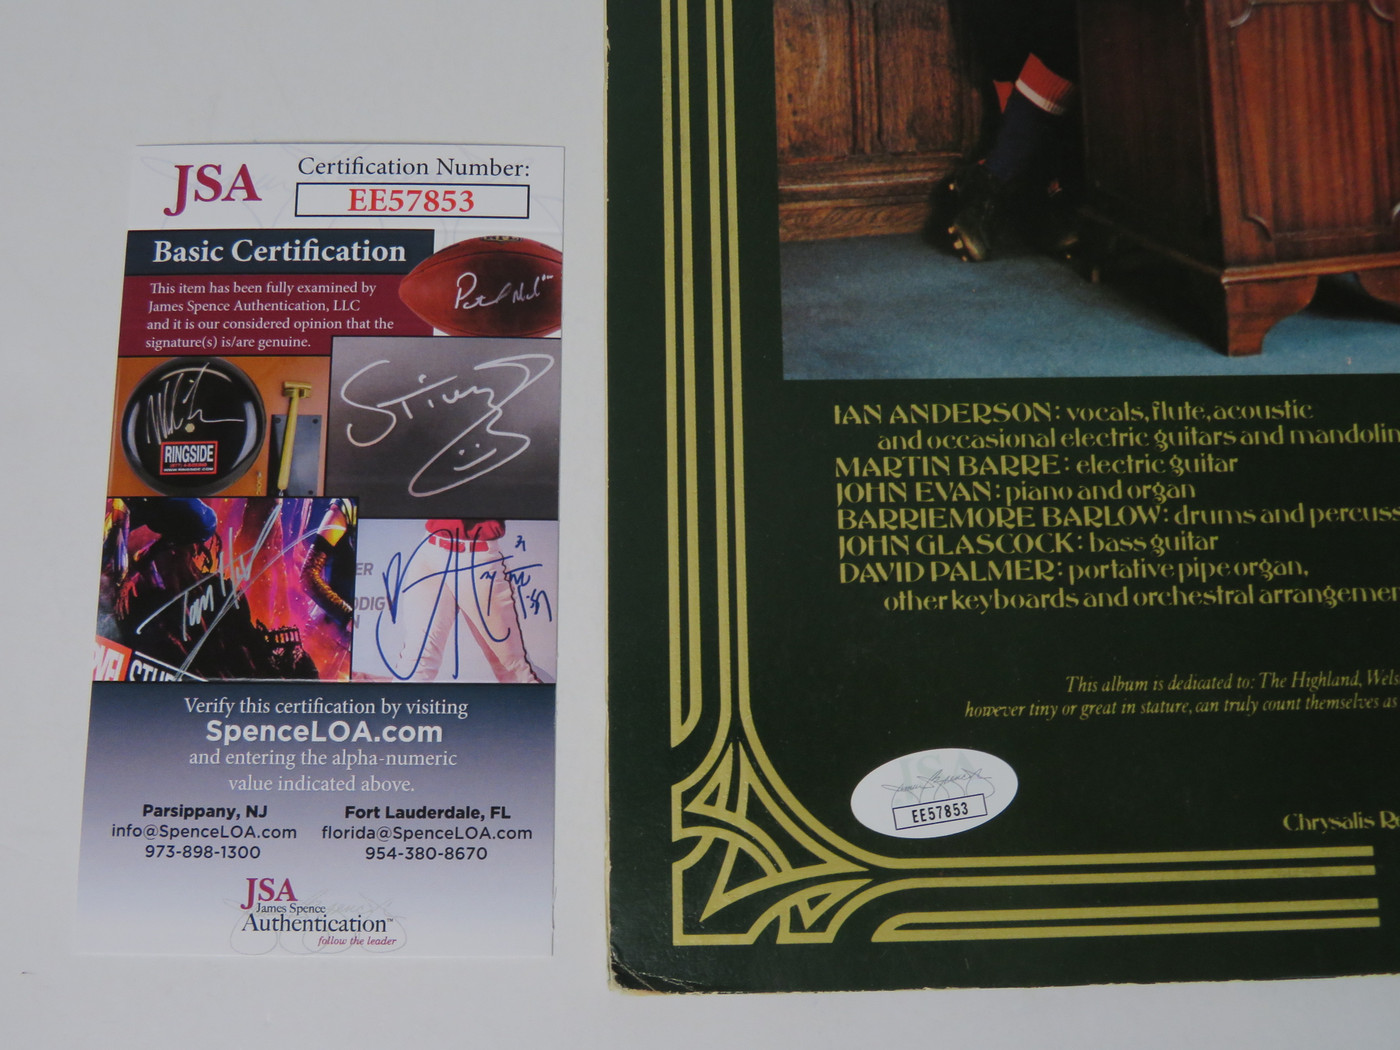 JSA
Certification Number:
EE57853
Basic Certification
This item has been fully examined by
James Spence Authentication, LLC
and it is our considered opinion that the
signature(s) is/are genuine.
NFL
RINGSIDE
Verify this certification by visiting
SpenceLOA.com
and entering the alpha-numeric
value indicated above.
Parsippany, NJ
info@SpenceLOA.com
973-898-1300
Fort Lauderdale, FL
florida@SpenceLOA.com
954-380-8670
JSA
James Spence
Authentication™
follow the leader
IAN ANDERSON: vocals, flute, acoustic
and occasional electric guitars and mandolin
MARTIN BARRE: electric guitar
JOHN EVAN: piano and organ
BARRIEMORE BARLOW: drums and percuss
JOHN GLASCOCK: bass guitar
DAVID PALMER: portative pipe organ,
other keyboards and orchestral arrangemen
This album is dedicated to: The Highland, Wels
however tiny or great in stature, can truly count themselves as
JSA
EE57853
Chrysalis Re